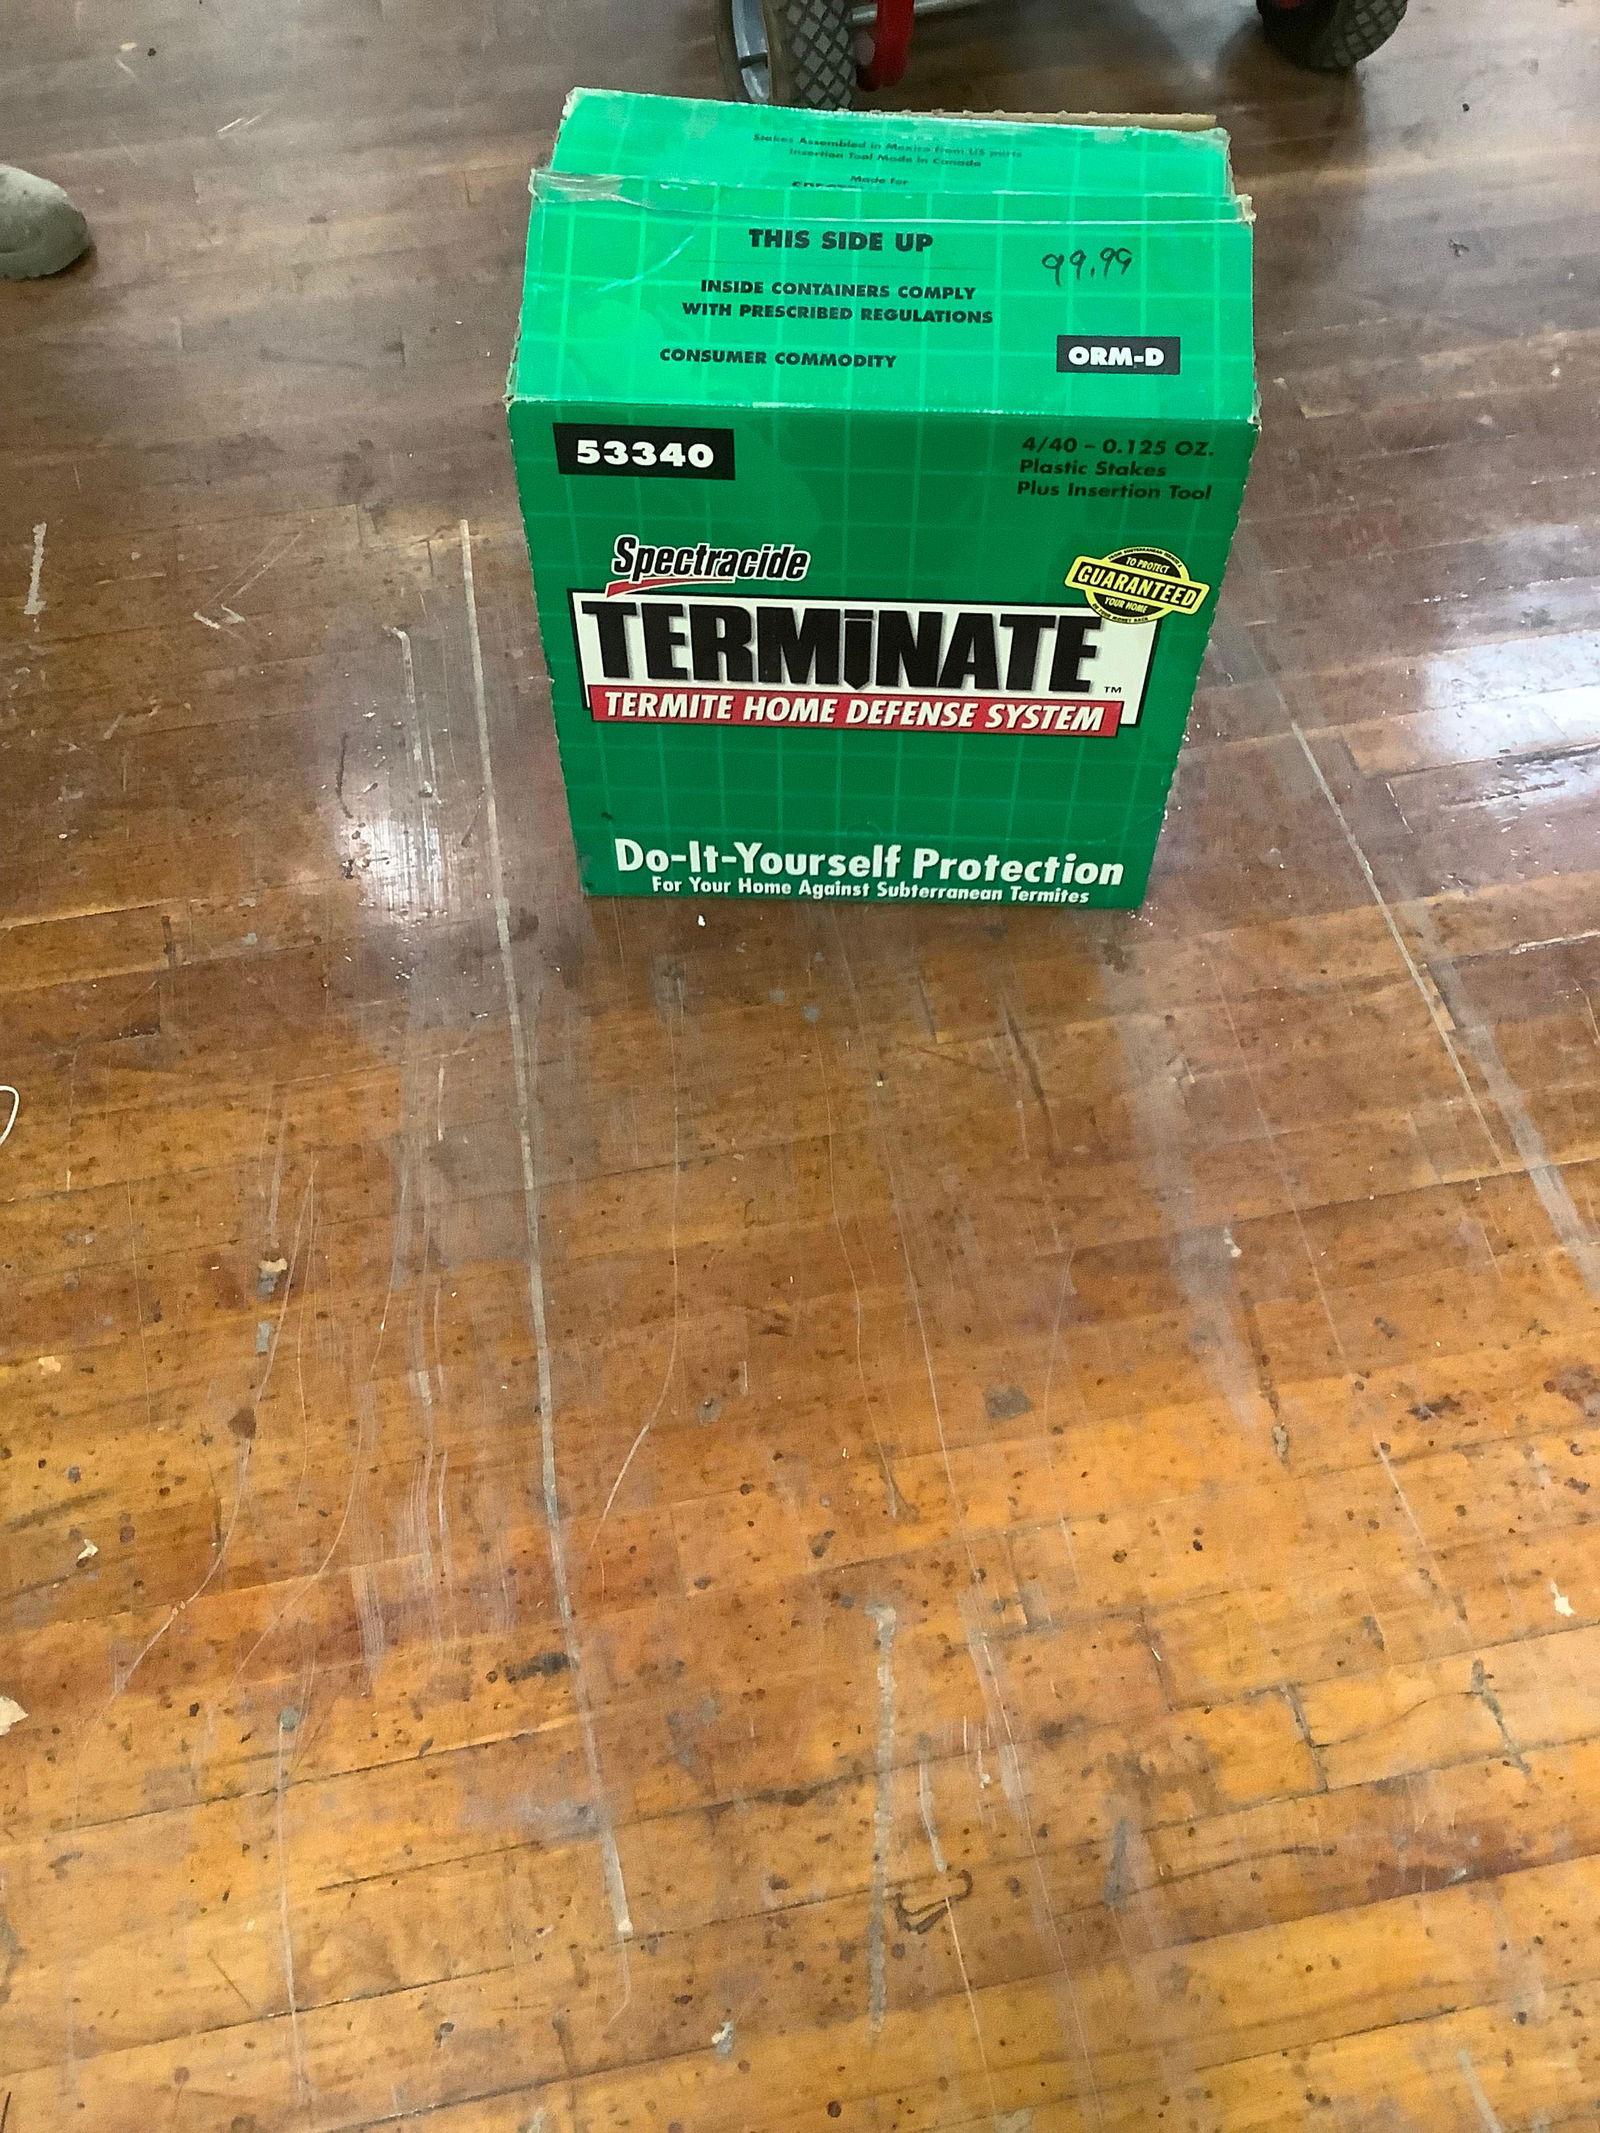 Stakes Assembled in Mexico from US parts
Insertion Tool Made in Canada
Made for
THIS SIDE UP
99.99
INSIDE CONTAINERS COMPLY
WITH PRESCRIBED REGULATIONS
CONSUMER COMMODITY
ORM-D
53340
4/40 - 0.125 OZ.
Plastic Stakes
Plus Insertion Tool
Spectracide
TO PROTECT
GUARANTEED
YOUR HOME
TERMiNATE™
TERMITE HOME DEFENSE SYSTEM
Do-It-Yourself Protection
For Your Home Against Subterranean Termites